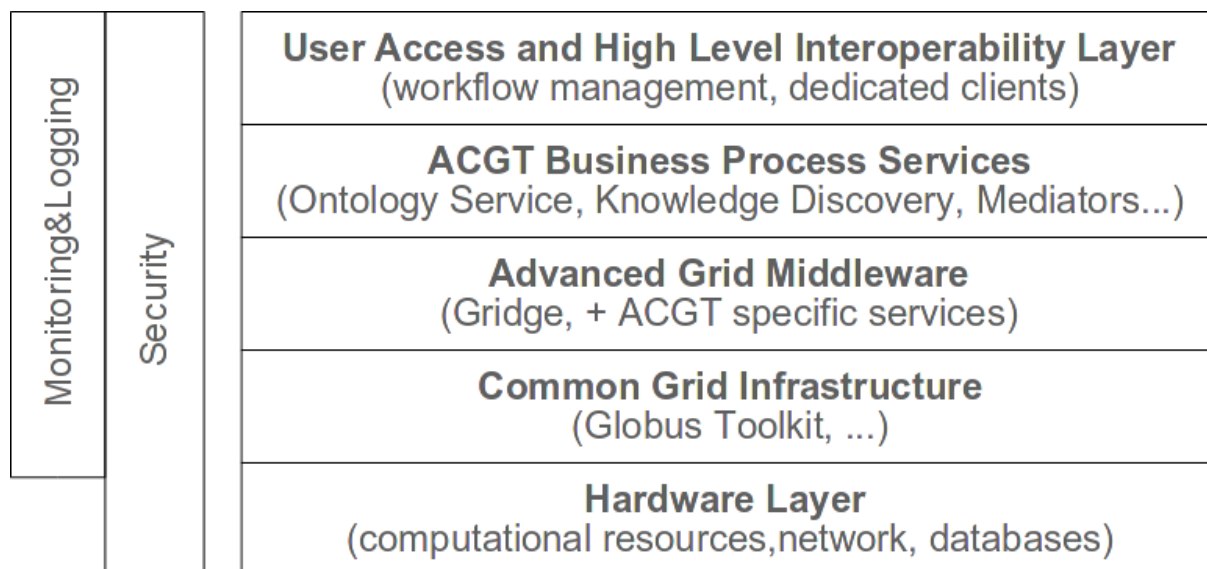 Monitoring&Logging
Security
User Access and High Level Interoperability Layer
(workflow management, dedicated clients)
ACGT Business Process Services
(Ontology Service, Knowledge Discovery, Mediators...)
Advanced Grid Middleware
(Gridge, + ACGT specific services)
Common Grid Infrastructure
(Globus Toolkit, ...)
Hardware Layer
(computational resources,network, databases)